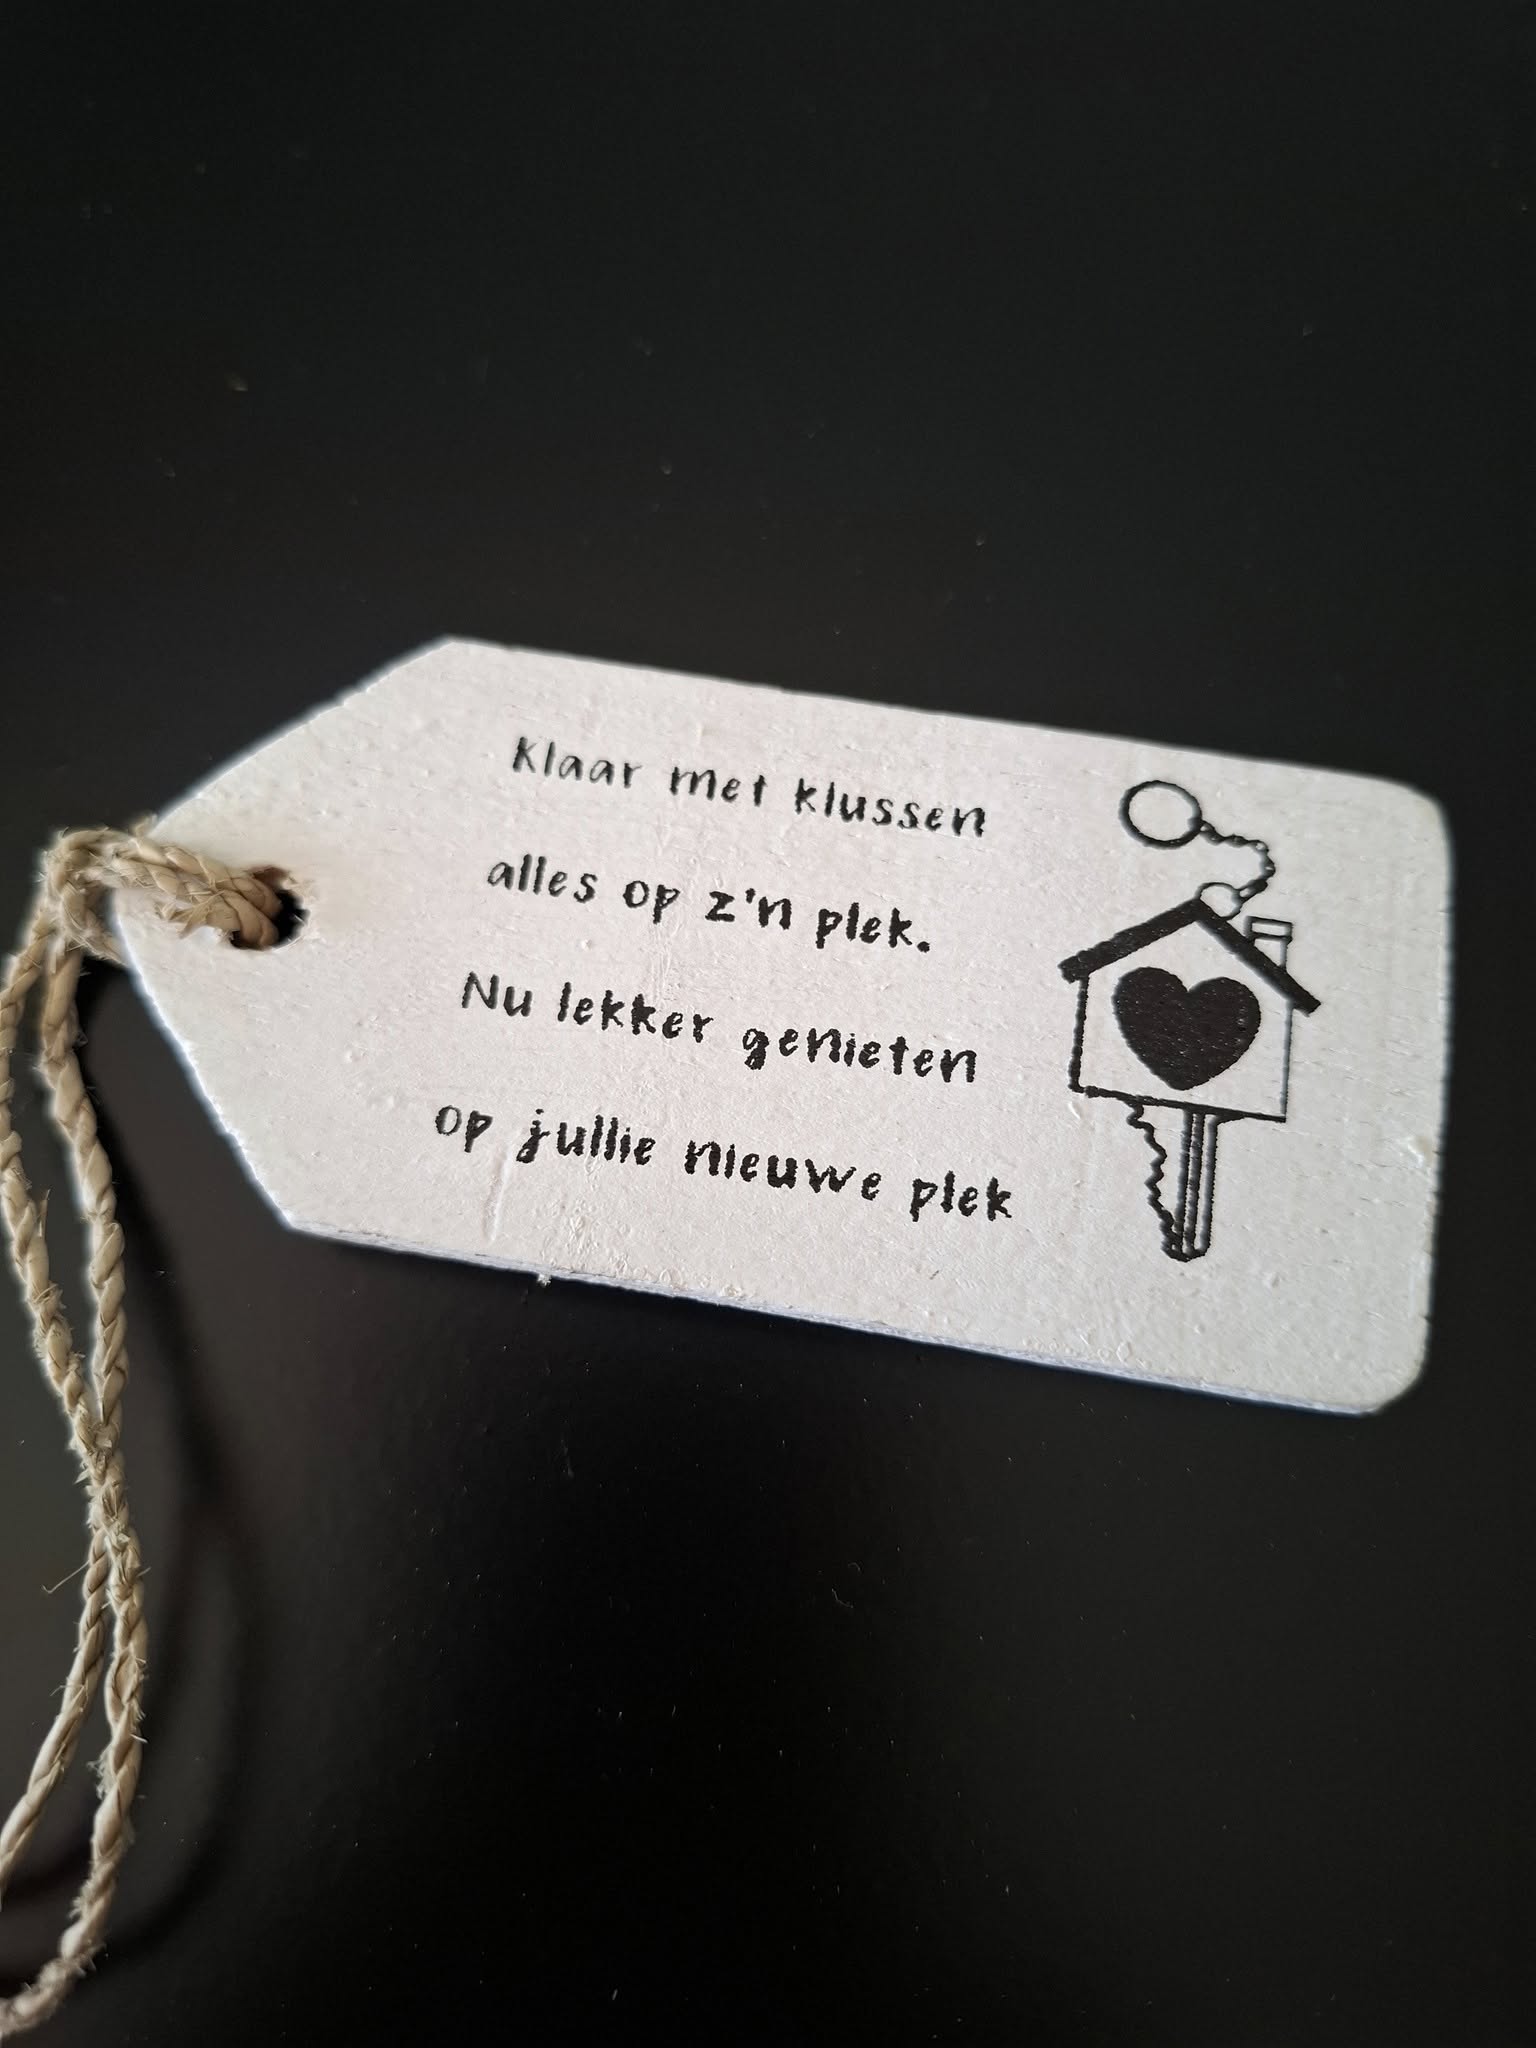 Klaar met klussen
alles op z'n plek.
Nu lekker genieten
op jullie nieuwe plek